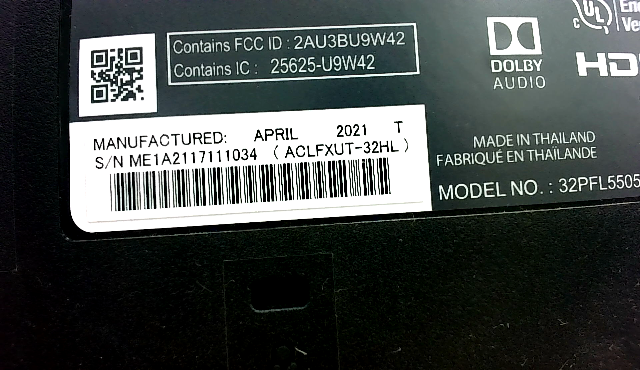 Contains FCC ID : 2AU3BU9W42
Contains IC : 25625-U9W42
DOLBY
AUDIO
c UL
MANUFACTURED: APRIL 2021 T
S/N ME1A2117111034 ( ACLFXUT-32HL )
MADE IN THAILAND
FABRIQUÉ EN THAÏLANDE
MODEL NO. : 32PFL5505